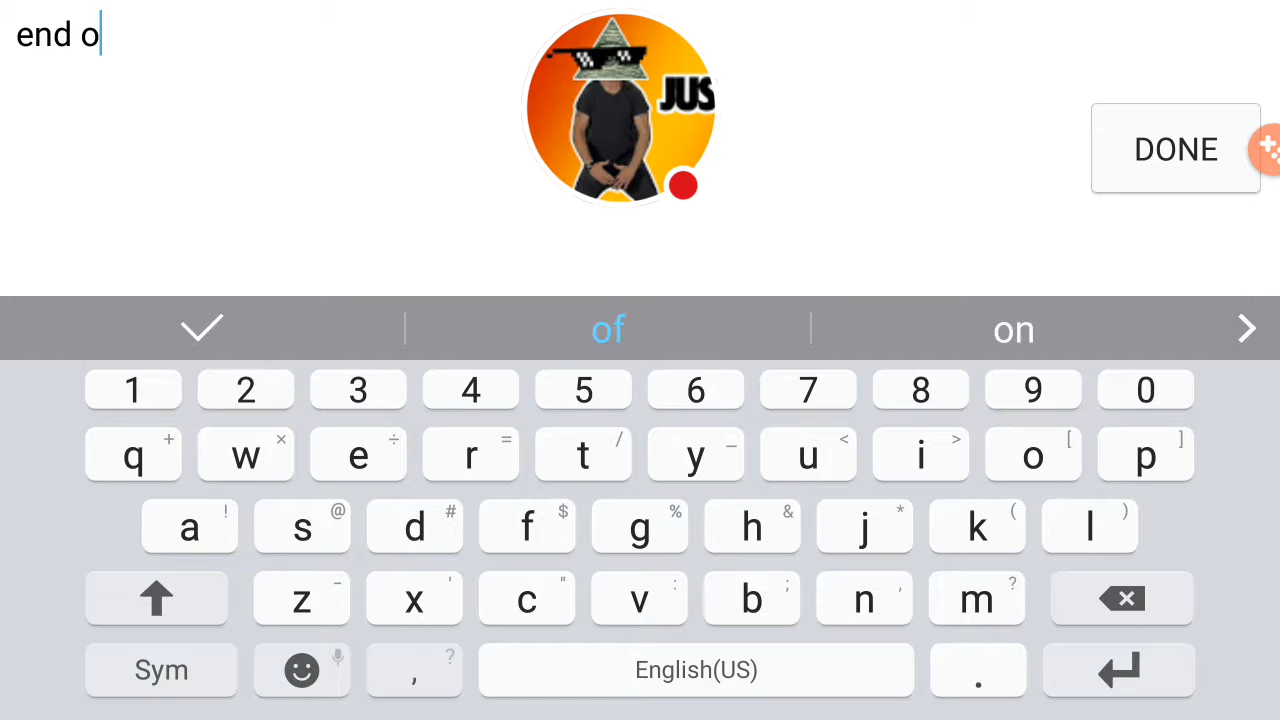 end o
JUS
DONE
of on
1 2 3 4 5 6 7 8 9 0
q + w × e ÷ r = t / y _ u < i > o [ p ]
a ! s @ d # f $ g % h & j * k ( l )
z - x ' c " v : b ; n , m ?
Sym , ? English(US) .